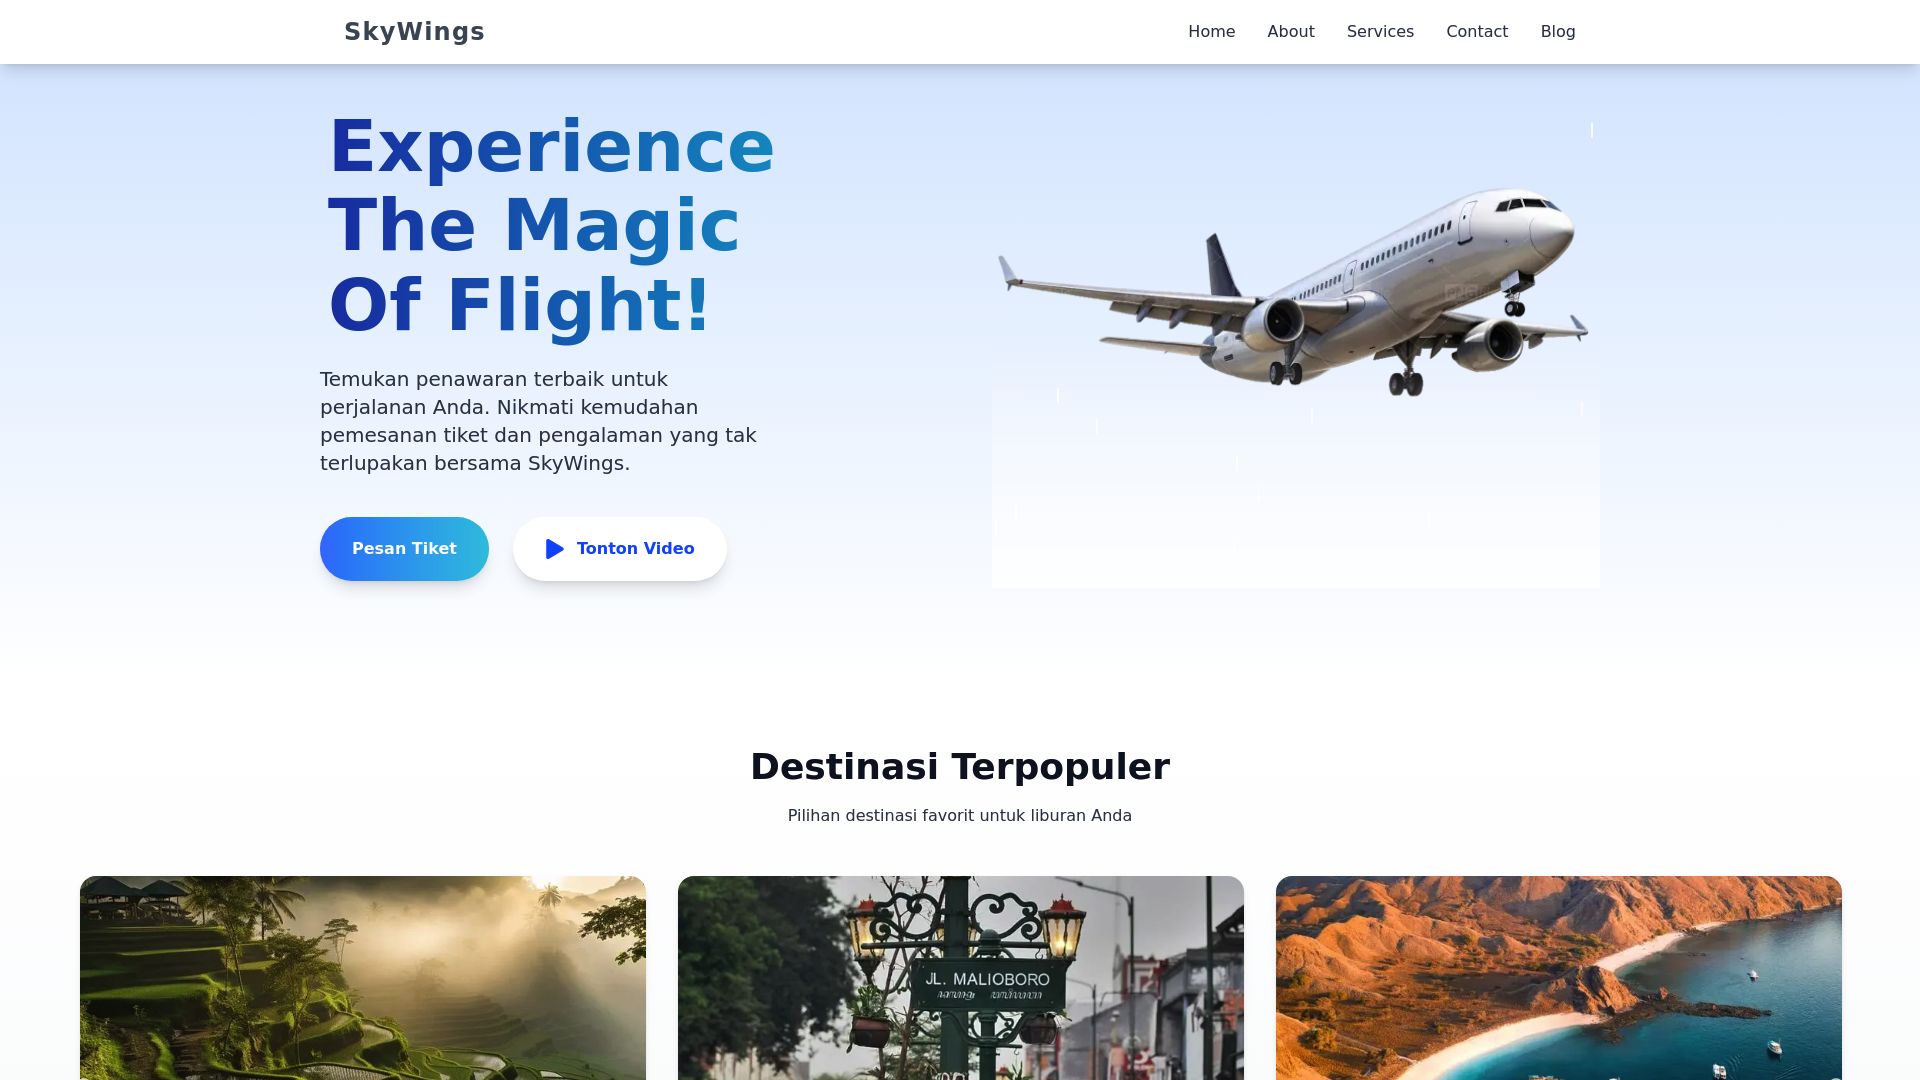 SkyWings
Home
About
Services
Contact
Blog
Experience
The Magic
Of Flight!
Temukan penawaran terbaik untuk
perjalanan Anda. Nikmati kemudahan
pemesanan tiket dan pengalaman yang tak
terlupakan bersama SkyWings.
Pesan Tiket
Tonton Video
Destinasi Terpopuler
Pilihan destinasi favorit untuk liburan Anda
JL. MALIOBORO